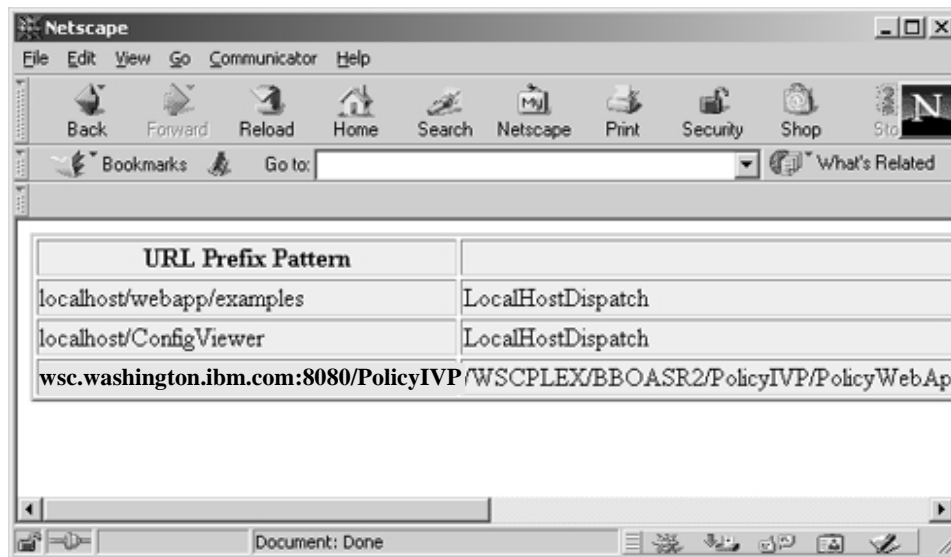 Netscape
File Edit View Go Communicator Help
Back Forward Reload Home Search Netscape Print Security Shop Sto
My
N
Bookmarks Go to: What's Related
URL Prefix Pattern
localhost/webapp/examples LocalHostDispatch
localhost/ConfigViewer LocalHostDispatch
wsc.washington.ibm.com:8080/PolicyIVP /WSCPLEX/BBOASR2/PolicyIVP/PolicyWebAp
Document: Done